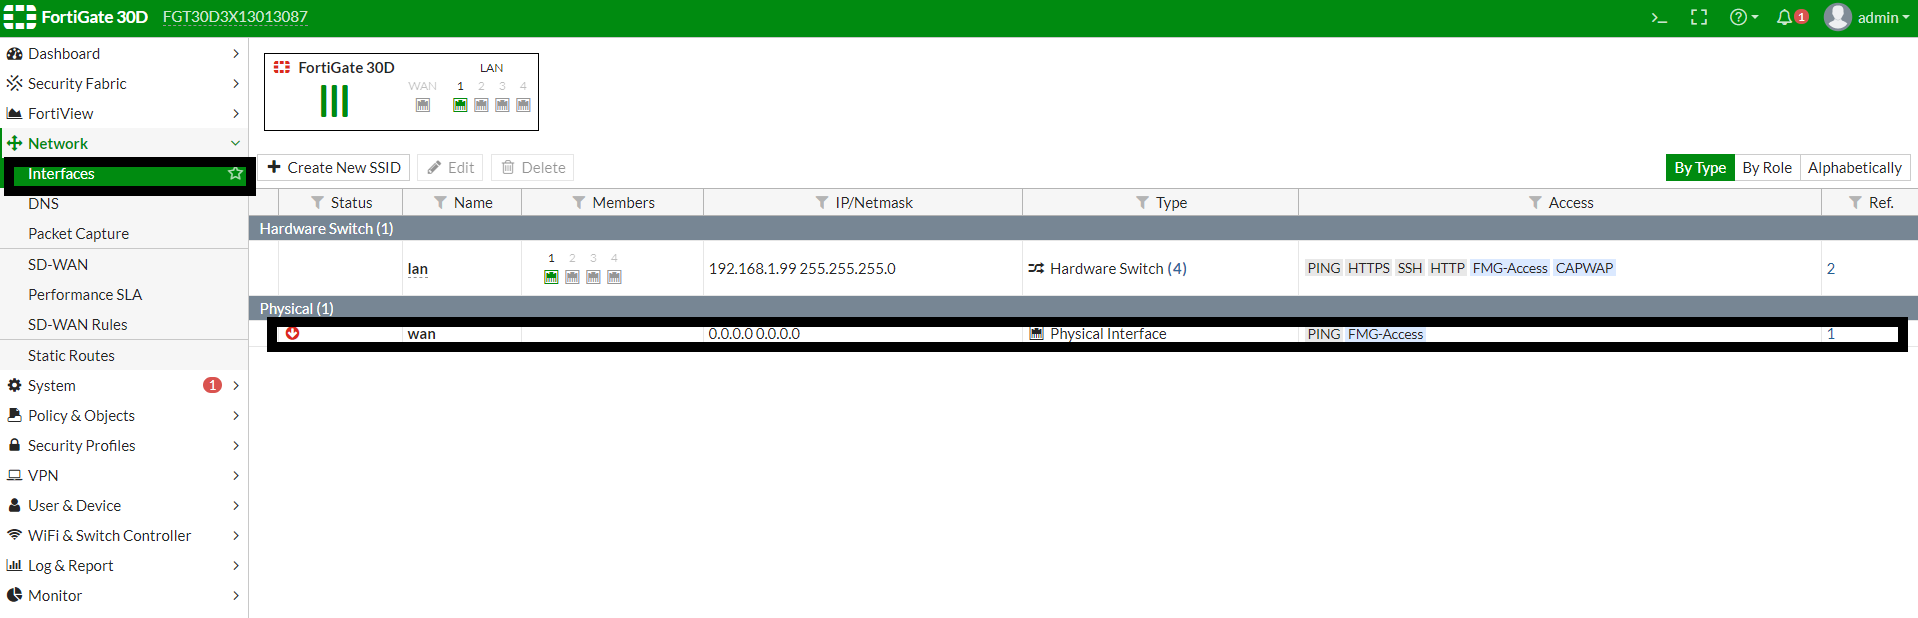 FortiGate 30D FGT30D3X13013087
>_ 1 admin
Dashboard
Security Fabric
FortiView
Network
Interfaces
DNS
Packet Capture
SD-WAN
Performance SLA
SD-WAN Rules
Static Routes
System 1
Policy & Objects
Security Profiles
VPN
User & Device
WiFi & Switch Controller
Log & Report
Monitor
FortiGate 30D LAN
WAN 1 2 3 4
+ Create New SSID Edit Delete
By Type By Role Alphabetically
Status Name Members IP/Netmask Type Access Ref.
Hardware Switch (1)
1 2 3 4
lan 192.168.1.99 255.255.255.0 Hardware Switch (4) PING HTTPS SSH HTTP FMG-Access CAPWAP 2
Physical (1)
wan 0.0.0.0 0.0.0.0 Physical Interface PING FMG-Access 1